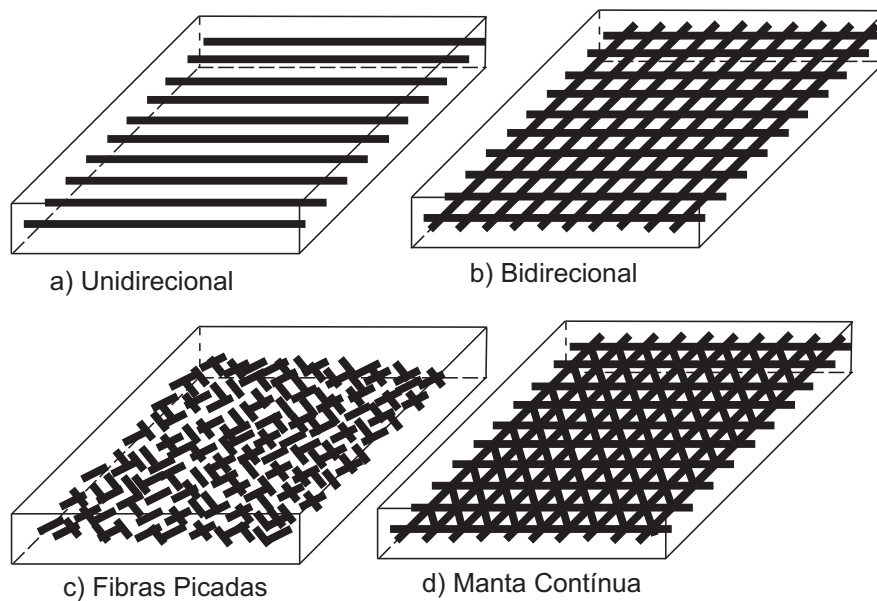 a) Unidirecional
b) Bidirecional
c) Fibras Picadas
d) Manta Contínua